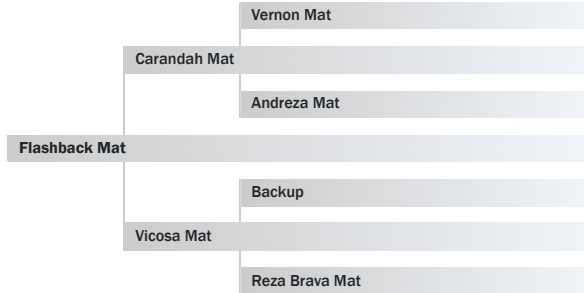 Vernon Mat
Carandah Mat
Andreza Mat
Flashback Mat
Backup
Vicosa Mat
Reza Brava Mat